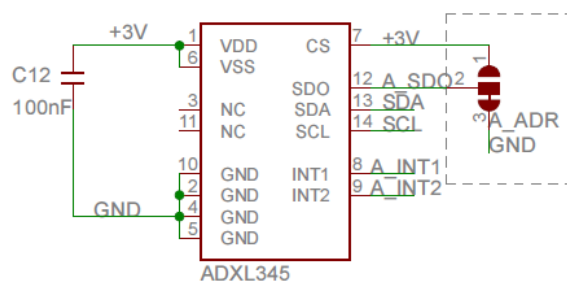 +3V
C12
100nF
GND
1 VDD
6 VSS
3 NC
11 NC
10 GND
2 GND
4 GND
5 GND
CS 7 +3V
SDO 12 A_SDO
SDA 13 SDA
SCL 14 SCL
INT1 8 A_INT1
INT2 9 A_INT2
ADXL345
1
2
3
A_ADR
GND